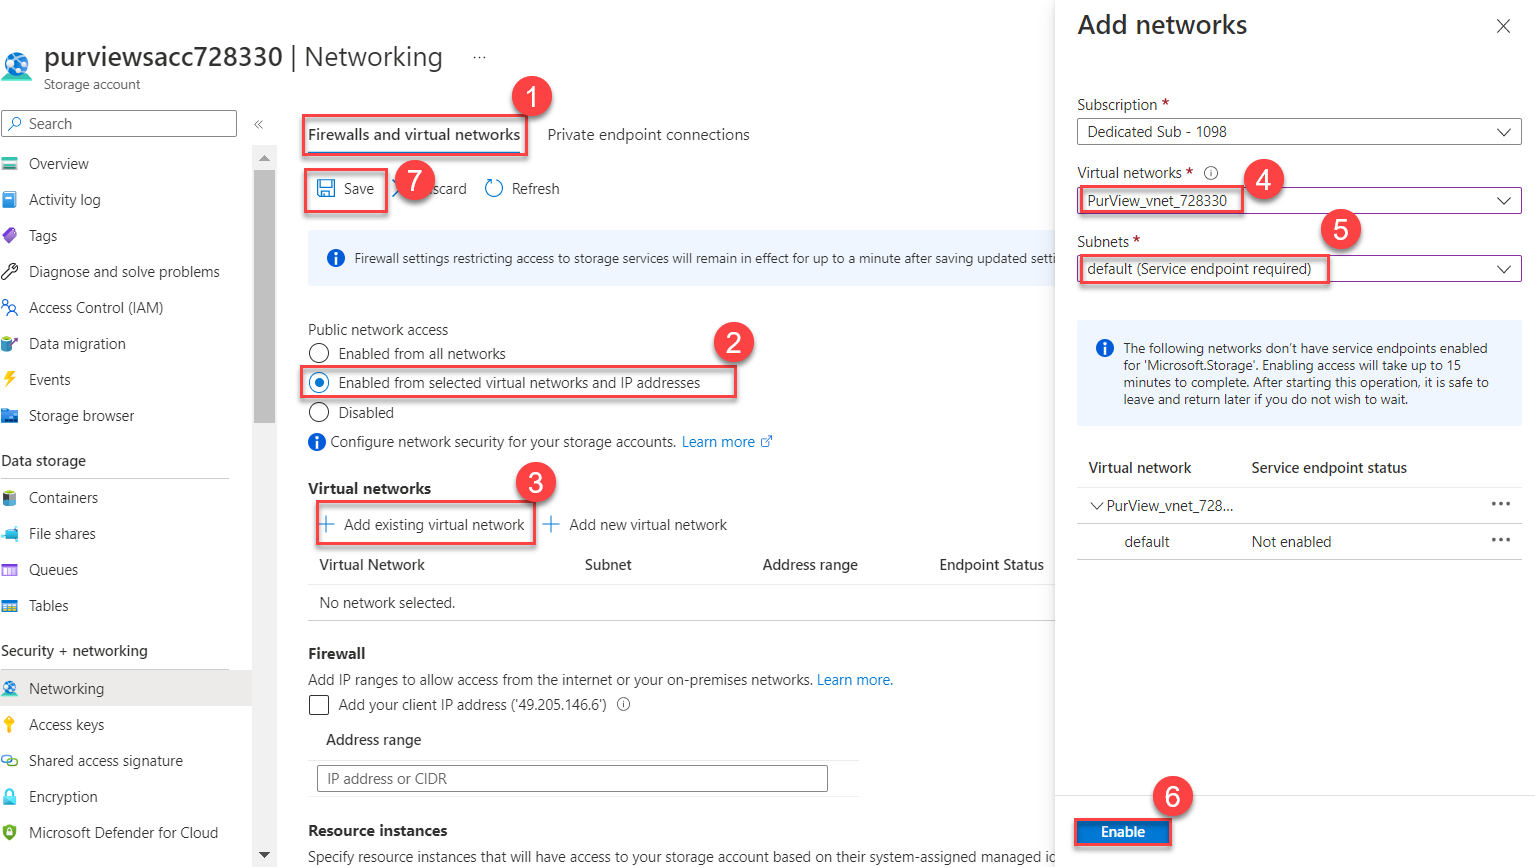 purviewsacc728330 | Networking ...
Storage account
Search
«
Overview
Activity log
Tags
Diagnose and solve problems
Access Control (IAM)
Data migration
Events
Storage browser
Data storage
Containers
File shares
Queues
Tables
Security + networking
Networking
Access keys
Shared access signature
Encryption
Microsoft Defender for Cloud
1
Firewalls and virtual networks
Private endpoint connections
Save
7
scard
Refresh
Firewall settings restricting access to storage services will remain in effect for up to a minute after saving updated setti
Public network access
Enabled from all networks
2
Enabled from selected virtual networks and IP addresses
Disabled
Configure network security for your storage accounts. Learn more
Virtual networks
3
Add existing virtual network
Add new virtual network
Virtual Network Subnet Address range Endpoint Status
No network selected.
Firewall
Add IP ranges to allow access from the internet or your on-premises networks. Learn more.
Add your client IP address ('49.205.146.6')
Address range
IP address or CIDR
Resource instances
Specify resource instances that will have access to your storage account based on their system-assigned managed ic
Add networks
Subscription *
Dedicated Sub - 1098
Virtual networks *
4
PurView_vnet_728330
Subnets *
5
default (Service endpoint required)
The following networks don't have service endpoints enabled
for 'Microsoft.Storage'. Enabling access will take up to 15
minutes to complete. After starting this operation, it is safe to
leave and return later if you do not wish to wait.
Virtual network Service endpoint status
PurView_vnet_728... ...
default Not enabled ...
6
Enable